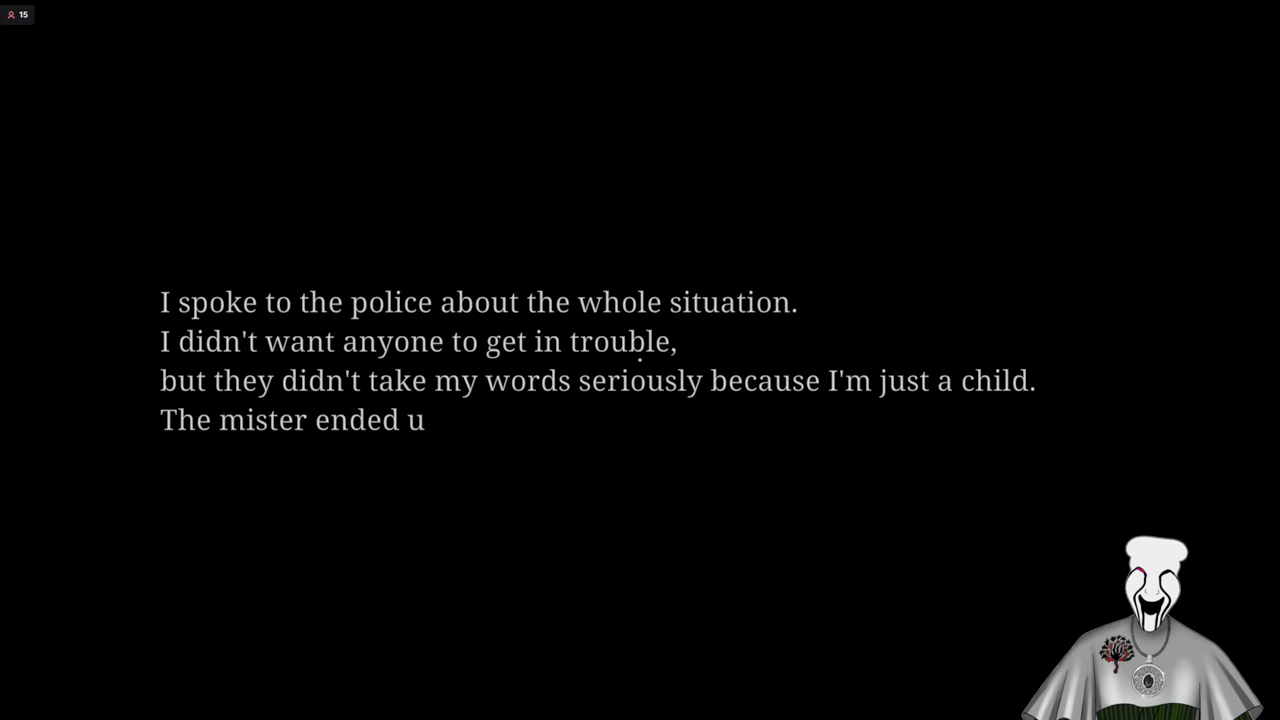 15
I spoke to the police about the whole situation.
I didn't want anyone to get in trouble,
but they didn't take my words seriously because I'm just a child.
The mister ended u